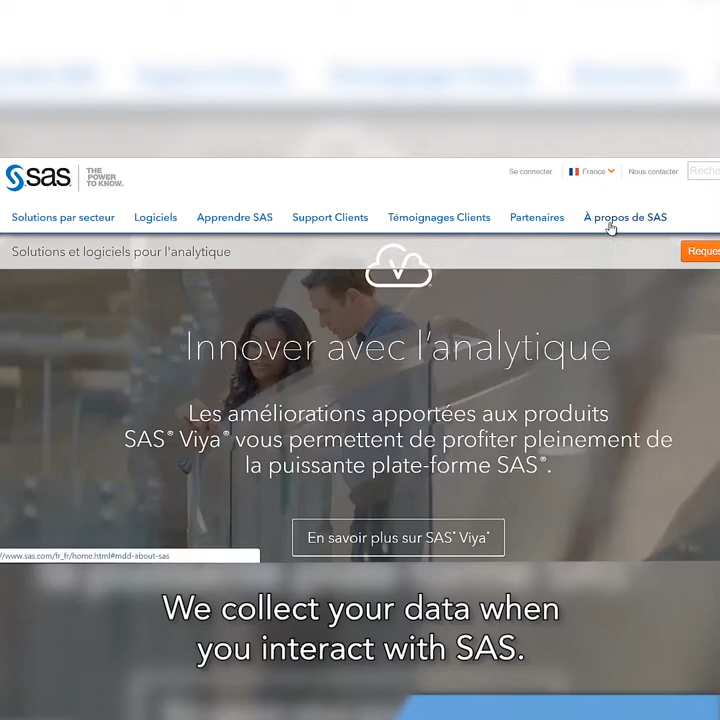 sas
THE
POWER
TO KNOW.
Se connecter
France
Nous contacter
Solutions par secteur
Logiciels
Apprendre SAS
Support Clients
Témoignages Clients
Partenaires
À propos de SAS
Solutions et logiciels pour l'analytique
Innover avec l'analytique
Les améliorations apportées aux produits
SAS® Viya® vous permettent de profiter pleinement de
la puissante plate-forme SAS®.
En savoir plus sur SAS® Viya®
//www.sas.com/fr_fr/home.html#mdd-about-sas
We collect your data when
you interact with SAS.